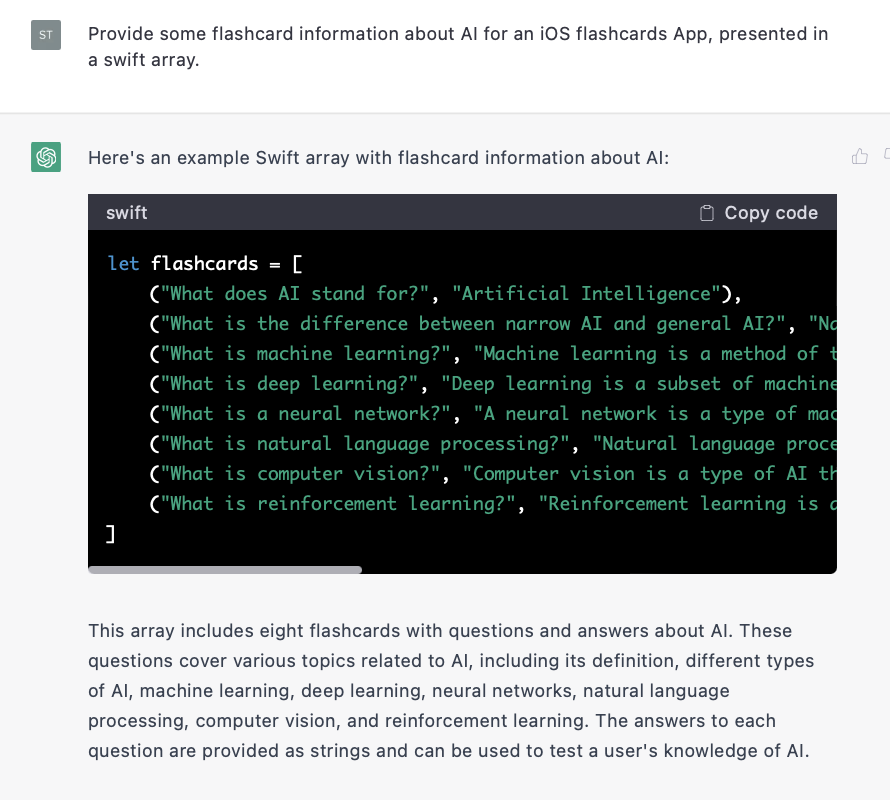 ST
Provide some flashcard information about AI for an iOS flashcards App, presented in
a swift array.
Here's an example Swift array with flashcard information about AI:
swift
Copy code
let flashcards = [
("What does AI stand for?", "Artificial Intelligence"),
("What is the difference between narrow AI and general AI?", "Na
("What is machine learning?", "Machine learning is a method of t
("What is deep learning?", "Deep learning is a subset of machine
("What is a neural network?", "A neural network is a type of mac
("What is natural language processing?", "Natural language proce
("What is computer vision?", "Computer vision is a type of AI th
("What is reinforcement learning?", "Reinforcement learning is a
]
This array includes eight flashcards with questions and answers about AI. These
questions cover various topics related to AI, including its definition, different types
of AI, machine learning, deep learning, neural networks, natural language
processing, computer vision, and reinforcement learning. The answers to each
question are provided as strings and can be used to test a user's knowledge of AI.